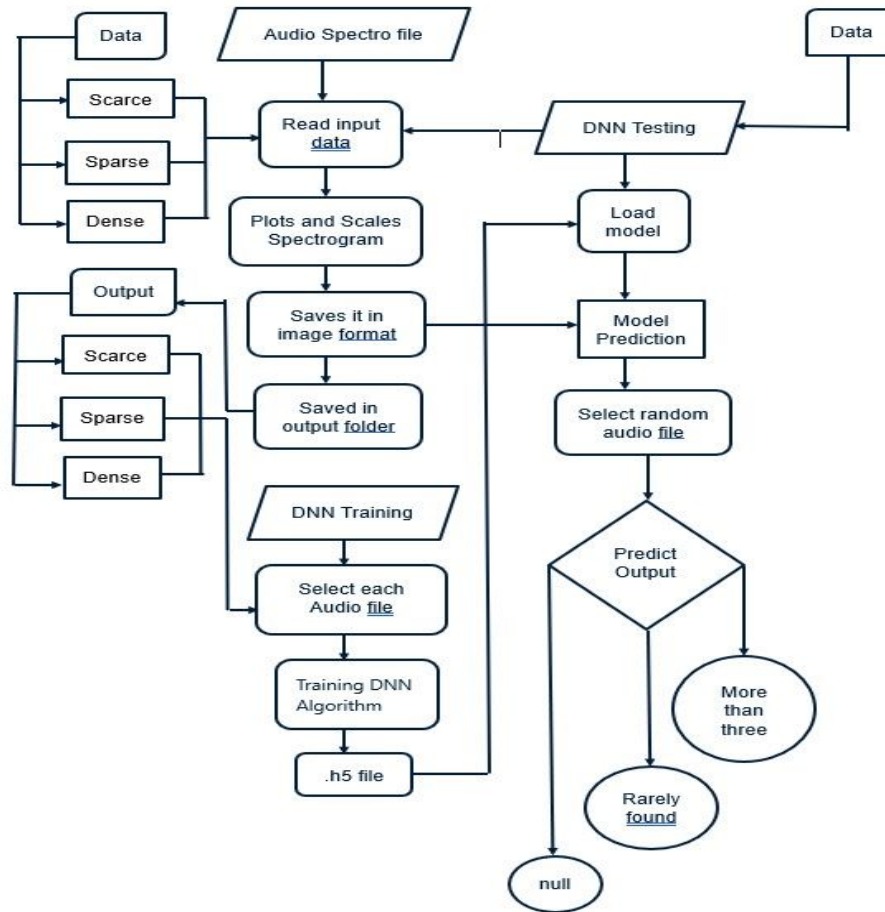 Data
Audio Spectro file
Data
Scarce
Read input
data
DNN Testing
Sparse
Dense
Plots and Scales
Spectrogram
Load
model
Output
Saves it in
image format
Model
Prediction
Scarce
Sparse
Dense
Saved in
output folder
Select random
audio file
DNN Training
Predict
Output
Select each
Audio file
Training DNN
Algorithm
.h5 file
More
than
three
Rarely
found
null